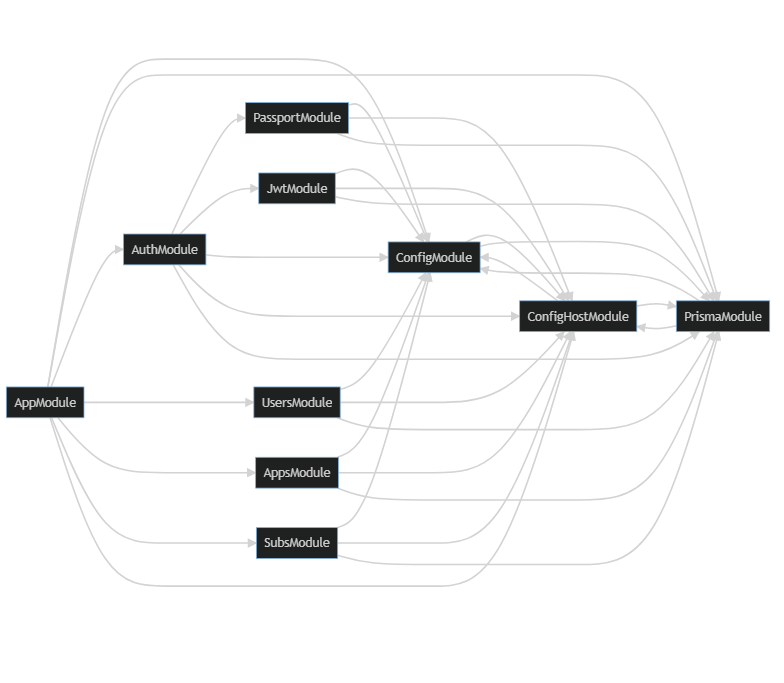 PassportModule
JwtModule
AuthModule
ConfigModule
ConfigHostModule
PrismaModule
AppModule
UsersModule
AppsModule
SubsModule